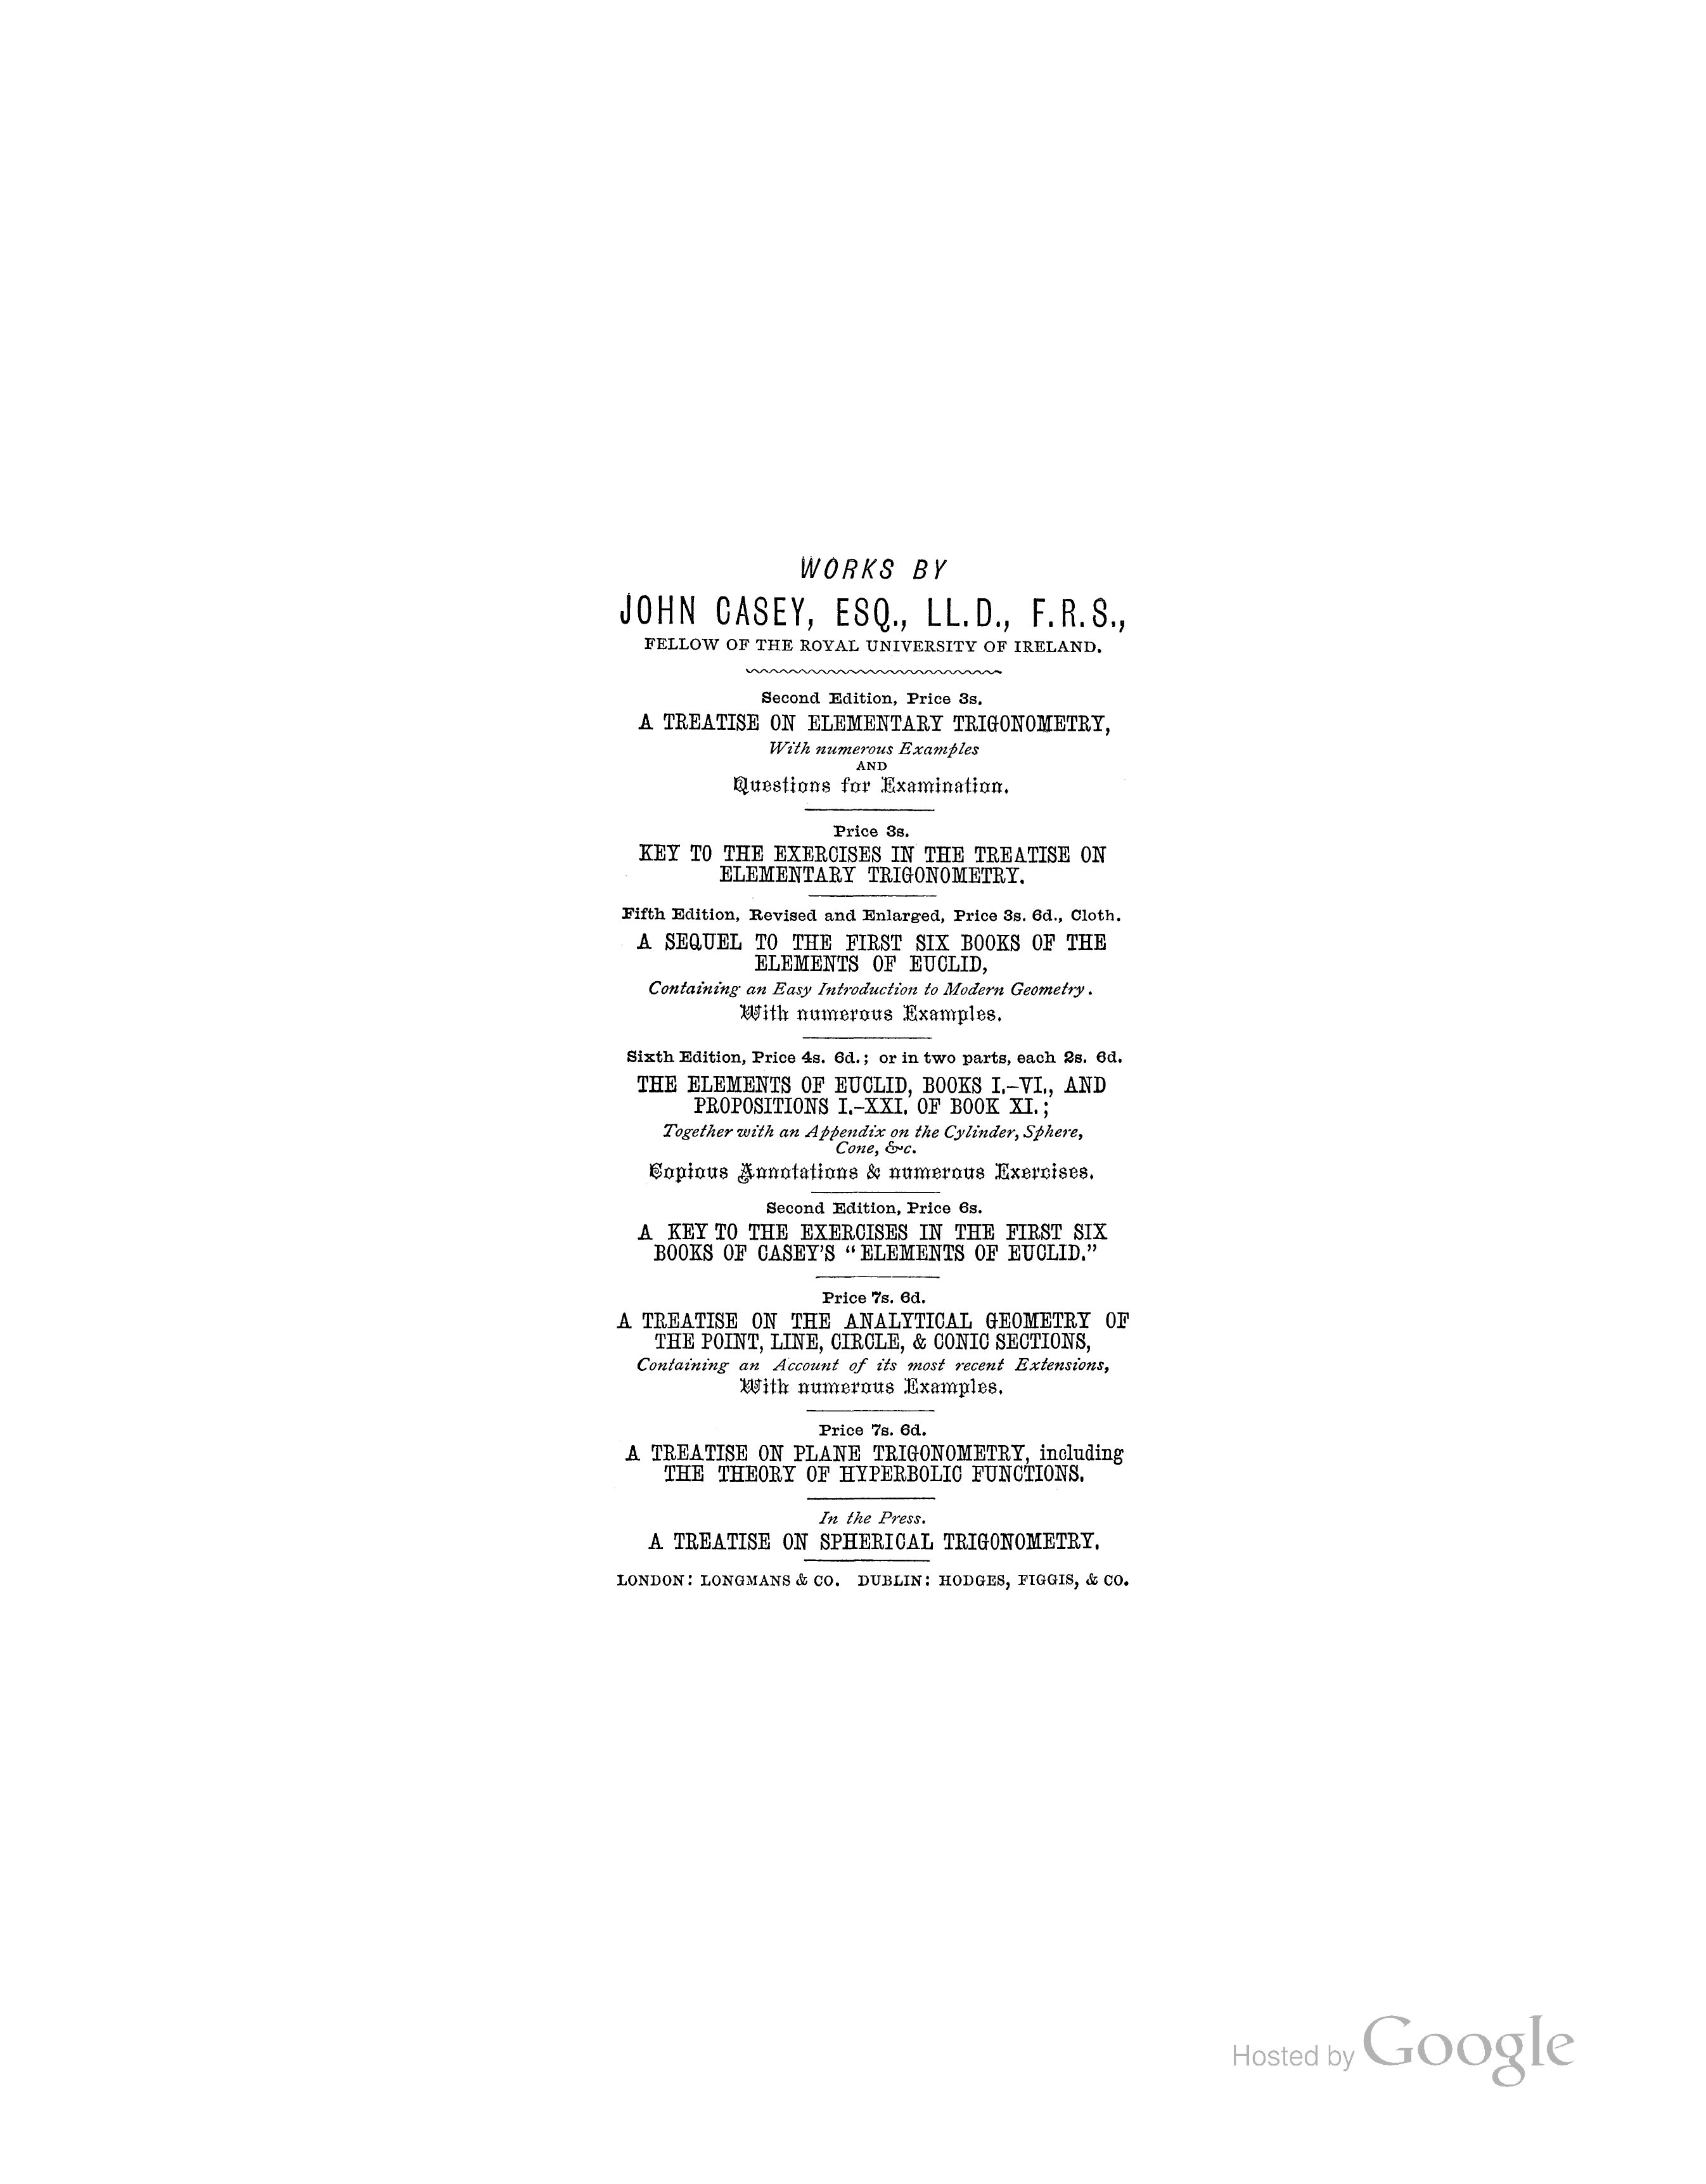 WORKS BY
JOHN CASEY, ESQ., LL.D., F.R.S.,
FELLOW OF THE ROYAL UNIVERSITY OF IRELAND.
Second Edition, Price 3s.
A TREATISE ON ELEMENTARY TRIGONOMETRY,
With numerous Examples
AND
Questions for Examination.
Price 3s.
KEY TO THE EXERCISES IN THE TREATISE ON
ELEMENTARY TRIGONOMETRY.
Fifth Edition, Revised and Enlarged, Price 3s. 6d., Cloth.
A SEQUEL TO THE FIRST SIX BOOKS OF THE
ELEMENTS OF EUCLID,
Containing an Easy Introduction to Modern Geometry.
With numerous Examples.
Sixth Edition, Price 4s. 6d.; or in two parts, each 2s. 6d.
THE ELEMENTS OF EUCLID, BOOKS I.–VI., AND
PROPOSITIONS I.–XXI. OF BOOK XI.;
Together with an Appendix on the Cylinder, Sphere,
Cone, &c.
Copious Annotations & numerous Exercises.
Second Edition, Price 6s.
A KEY TO THE EXERCISES IN THE FIRST SIX
BOOKS OF CASEY'S “ELEMENTS OF EUCLID.”
Price 7s. 6d.
A TREATISE ON THE ANALYTICAL GEOMETRY OF
THE POINT, LINE, CIRCLE, & CONIC SECTIONS,
Containing an Account of its most recent Extensions,
With numerous Examples.
Price 7s. 6d.
A TREATISE ON PLANE TRIGONOMETRY, including
THE THEORY OF HYPERBOLIC FUNCTIONS.
In the Press.
A TREATISE ON SPHERICAL TRIGONOMETRY.
LONDON: LONGMANS & CO. DUBLIN: HODGES, FIGGIS, & CO.
Hosted by Google